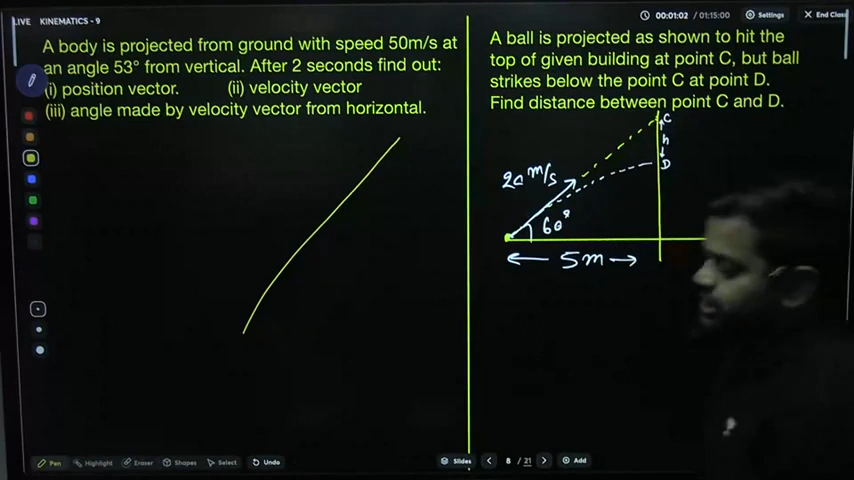 LIVE KINEMATICS - 9
00:01:02 / 01:15:00
Settings
End Class
A body is projected from ground with speed 50m/s at
an angle 53° from vertical. After 2 seconds find out:
(i) position vector. (ii) velocity vector
(iii) angle made by velocity vector from horizontal.
A ball is projected as shown to hit the
top of given building at point C, but ball
strikes below the point C at point D.
Find distance between point C and D.
C
h
D
20 m/s
60°
5m
Pen
Highlight
Eraser
Shapes
Select
Undo
Slides
8 / 21
Add